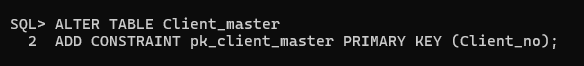 SQL> ALTER TABLE Client_master
2 ADD CONSTRAINT pk_client_master PRIMARY KEY (Client_no);